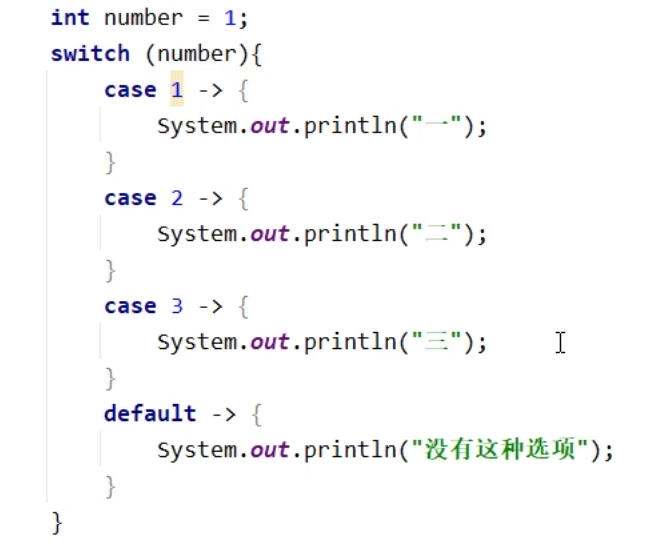 int number = 1;
switch (number){
    case 1 -> {
        System.out.println("一");
    }
    case 2 -> {
        System.out.println("二");
    }
    case 3 -> {
        System.out.println("三");
    }
    default -> {
        System.out.println("没有这种选项");
    }
}